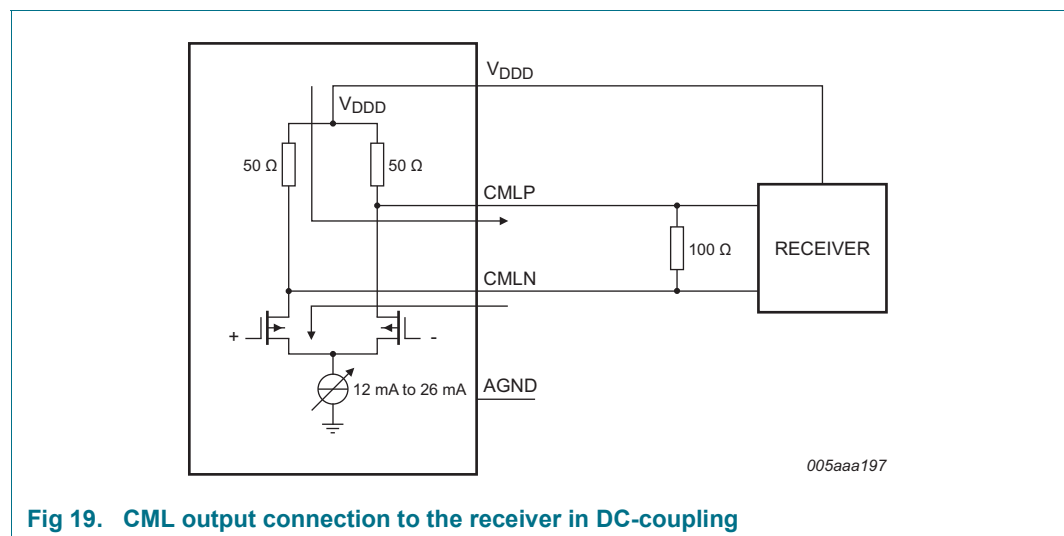 VDDD
VDDD
50 Ω
50 Ω
CMLP
100 Ω
RECEIVER
CMLN
+
-
12 mA to 26 mA
AGND
005aaa197
Fig 19. CML output connection to the receiver in DC-coupling